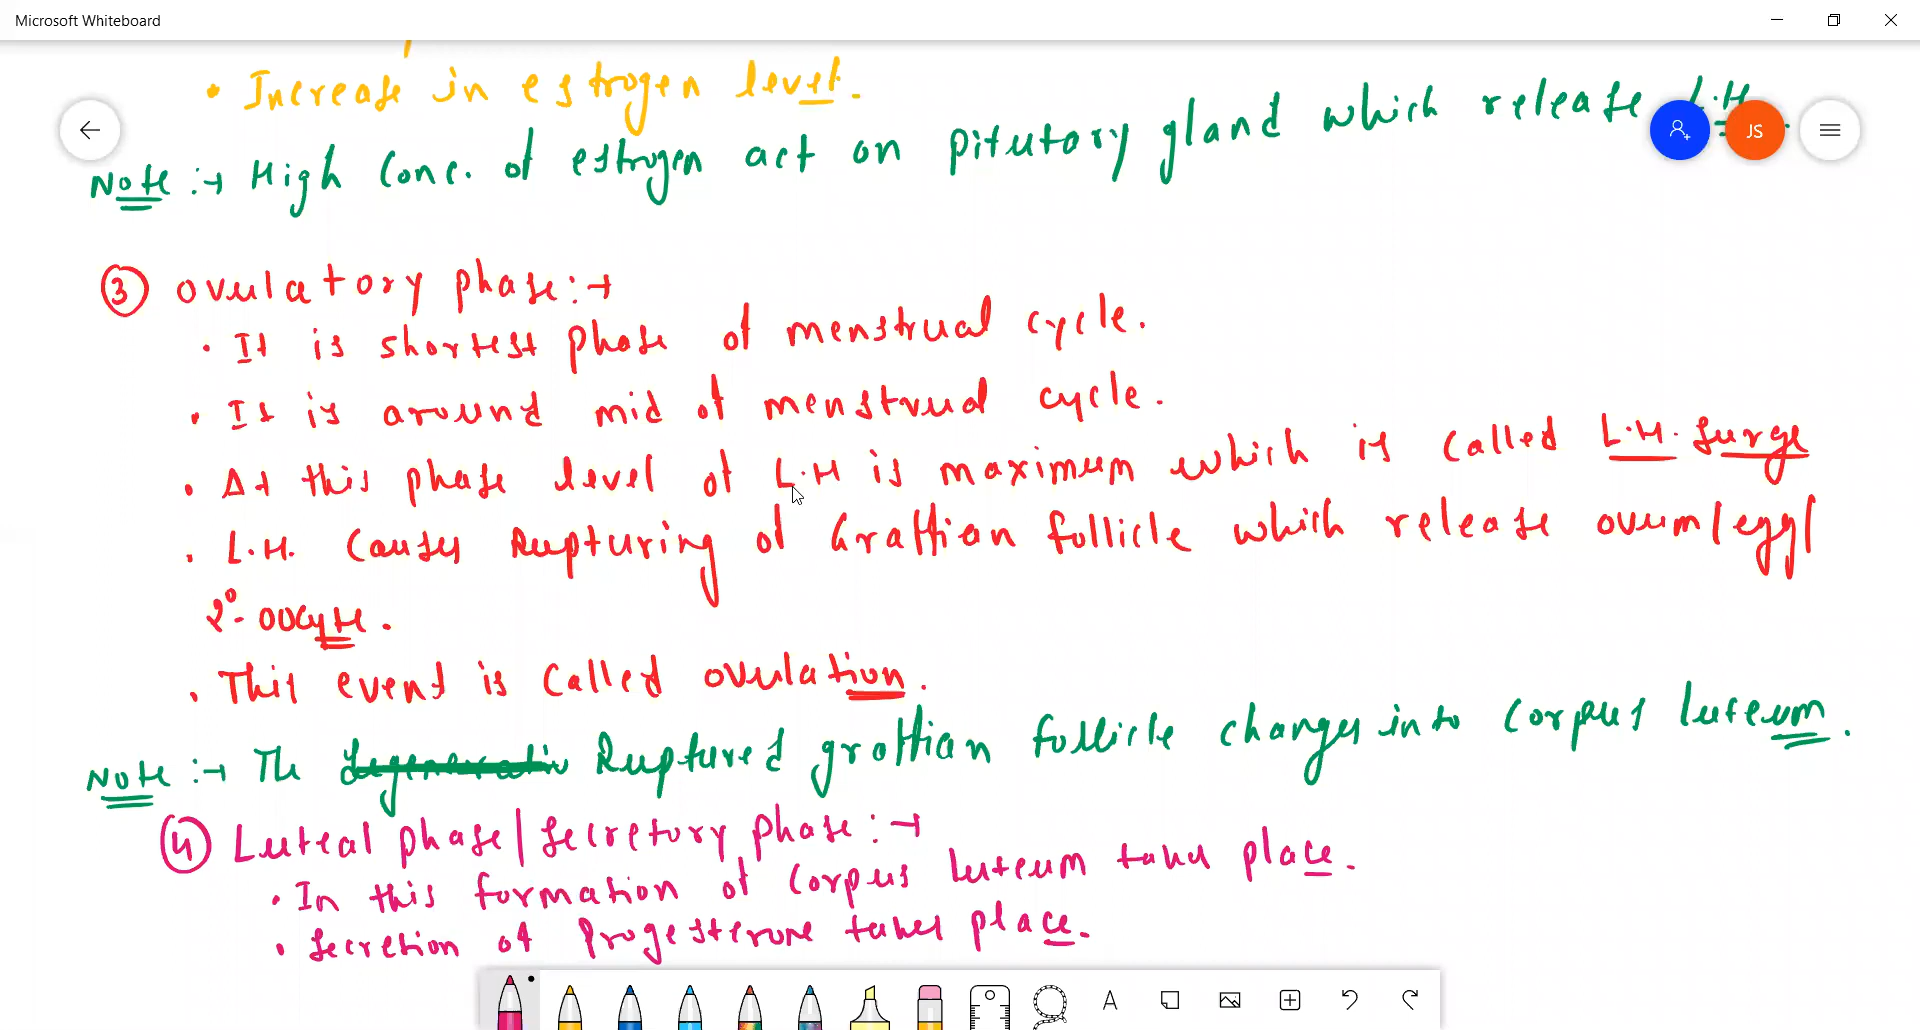 Microsoft Whiteboard
• Increase in estrogen level.
Note :→ High Conc. of estrogen act on Pitutory gland which release L.H.
JS
③ Ovulatory phase :→
• It is shortest phase of menstrual cycle.
• It is around mid of menstrual cycle.
• At this phase level of L.H is maximum which is called L.H. Surge
• L.H. Causes Rupturing of Graffian follicle which release ovum/egg/
2°- oocyte.
• This event is called ovulation.
Note :→ The Ruptured graffian follicle changes into Corpus luteum.
④ Luteal phase/Secretory phase :→
• In this formation of Corpus luteum takes place.
• Secretion of Progesterone takes place.
A